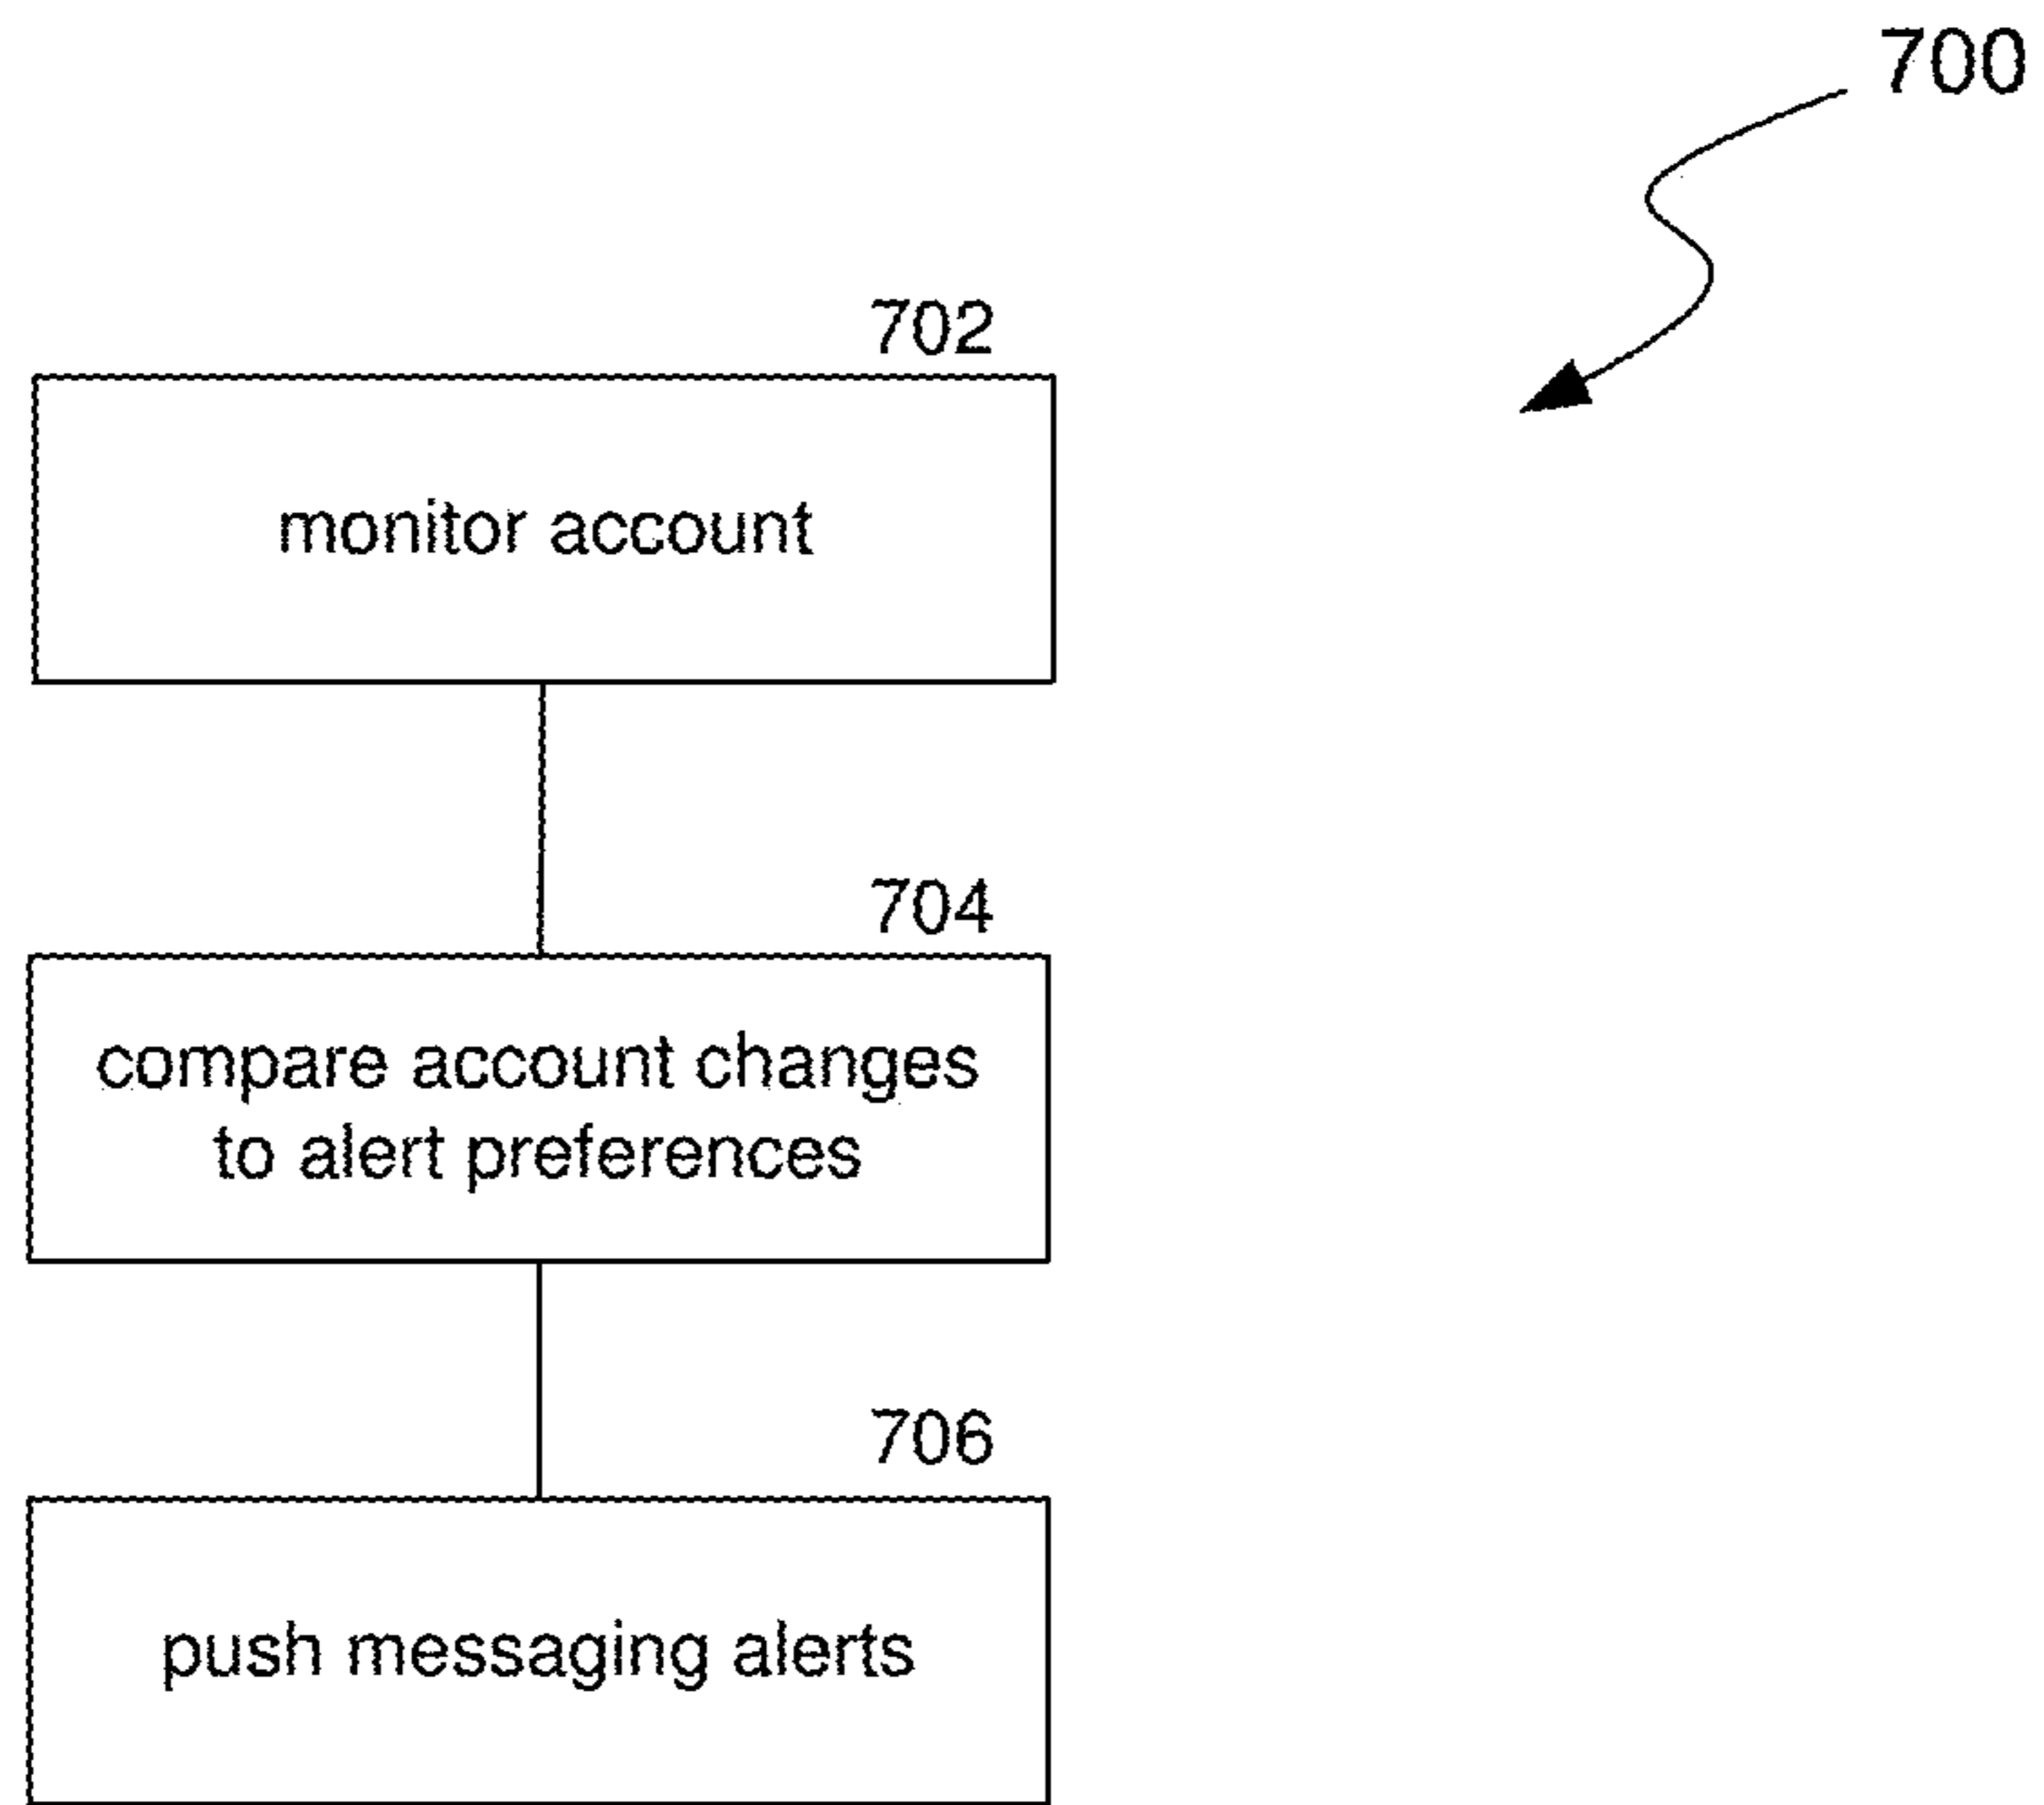 700
702
monitor account
704
compare account changes
to alert preferences
706
push messaging alerts